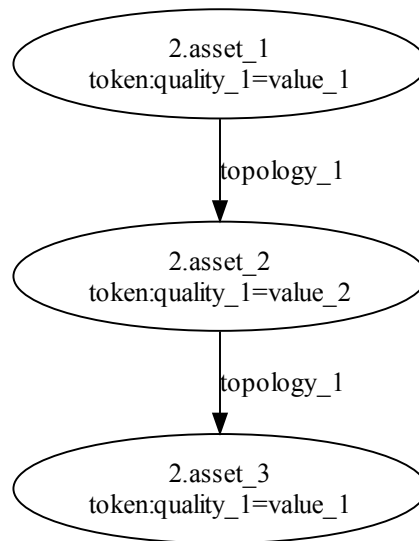 2.asset_1
token:quality_1=value_1
topology_1
2.asset_2
token:quality_1=value_2
topology_1
2.asset_3
token:quality_1=value_1